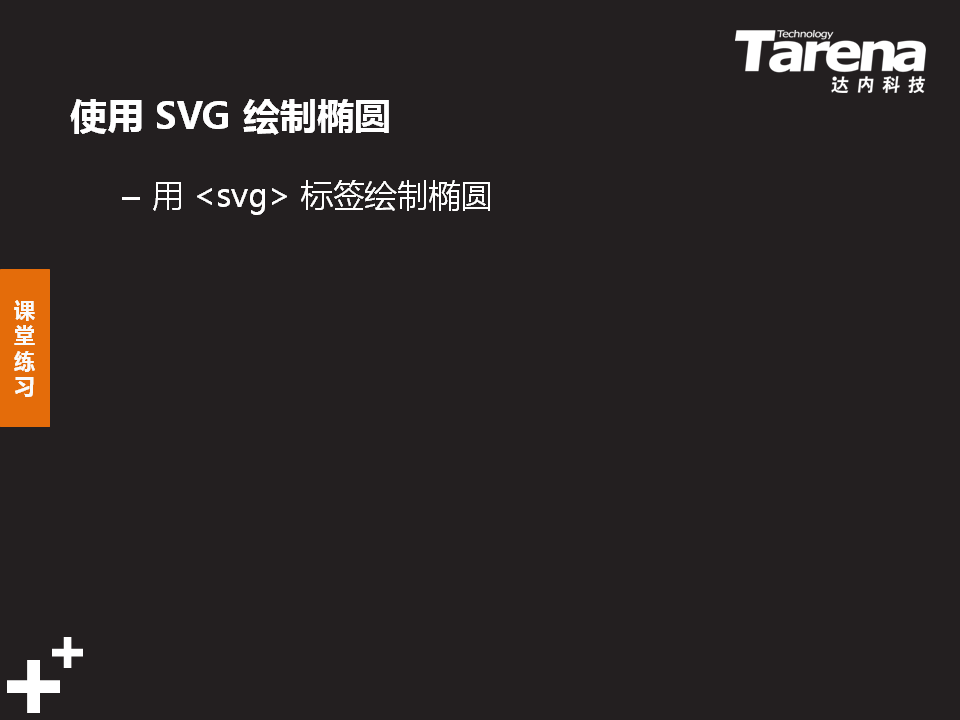 Technology
Tarena
达内科技
使用 SVG 绘制椭圆
– 用 <svg> 标签绘制椭圆
课
堂
练
习